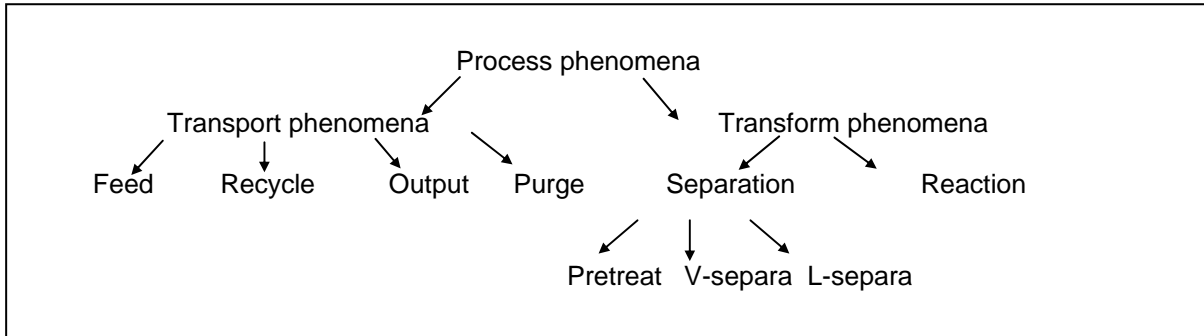 Process phenomena
Transport phenomena Transform phenomena
Feed Recycle Output Purge Separation Reaction
Pretreat V-separa L-separa